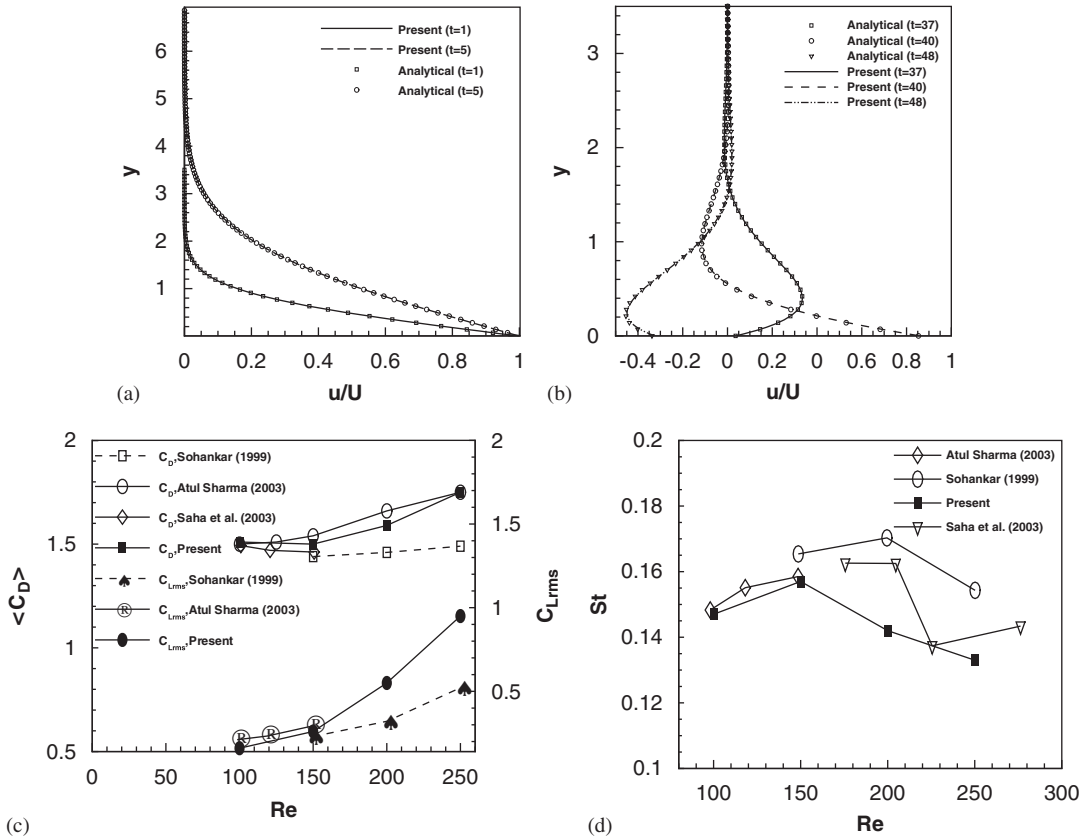 Present (t=1)
Present (t=5)
Analytical (t=1)
Analytical (t=5)
y
6
5
4
3
2
1
0
0.2
0.4
0.6
0.8
1
u/U
(a)
Analytical (t=37)
Analytical (t=40)
Analytical (t=48)
Present (t=37)
Present (t=40)
Present (t=48)
y
3
2
1
0
-0.4
-0.2
0
0.2
0
0.6
0.8
1
u/U
(b)
C_D,Sohankar (1999)
C_D,Atul Sharma (2003)
C_D,Saha et al. (2003)
C_D,Present
C_Lrms,Sohankar (1999)
C_Lrms,Atul Sharma (2003)
C_Lrms,Present
<C_D>
2
1.5
1
0.5
C_Lrms
2
1.5
1
0.5
R R R
0
50
100
150
200
250
Re
(c)
Atul Sharma (2003)
Sohankar (1999)
Present
Saha et al. (2003)
St
0.2
0.18
0.16
0.14
0.12
0.1
100
150
200
250
300
Re
(d)